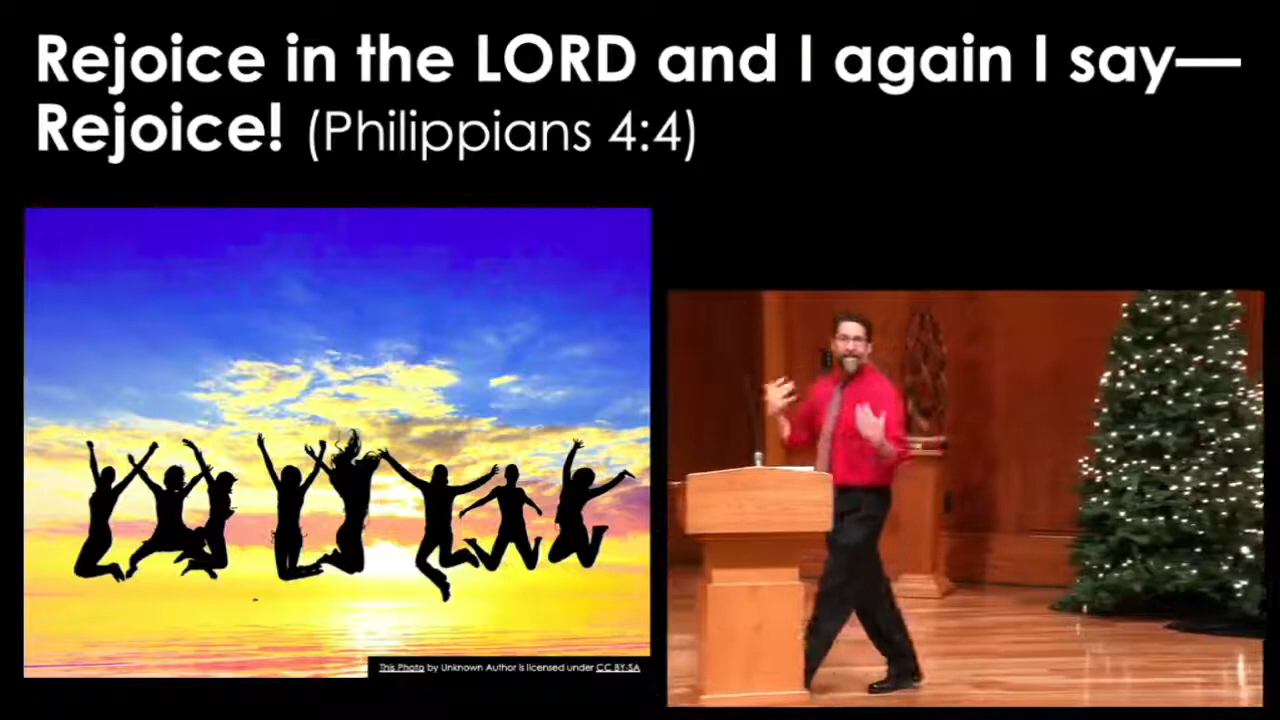 Rejoice in the LORD and I again I say—
Rejoice! (Philippians 4:4)
This Photo by Unknown Author is licensed under CC BY-SA